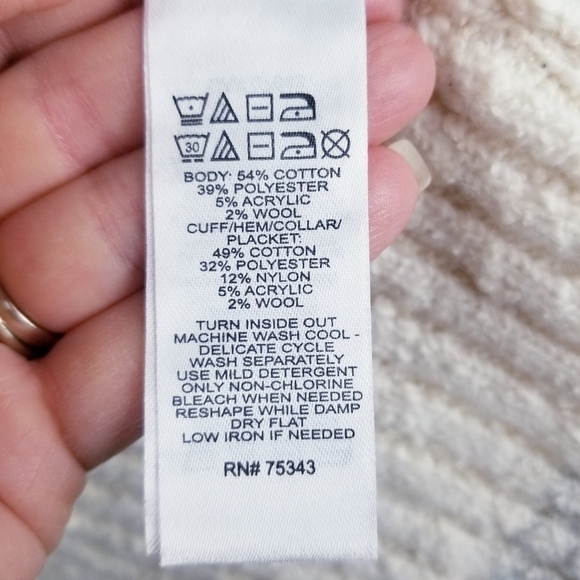 30
BODY: 54% COTTON
39% POLYESTER
5% ACRYLIC
2% WOOL
CUFF/HEM/COLLAR/
PLACKET:
49% COTTON
32% POLYESTER
12% NYLON
5% ACRYLIC
2% WOOL
TURN INSIDE OUT
MACHINE WASH COOL -
DELICATE CYCLE
WASH SEPARATELY
USE MILD DETERGENT
ONLY NON-CHLORINE
BLEACH WHEN NEEDED
RESHAPE WHILE DAMP
DRY FLAT
LOW IRON IF NEEDED
RN# 75343